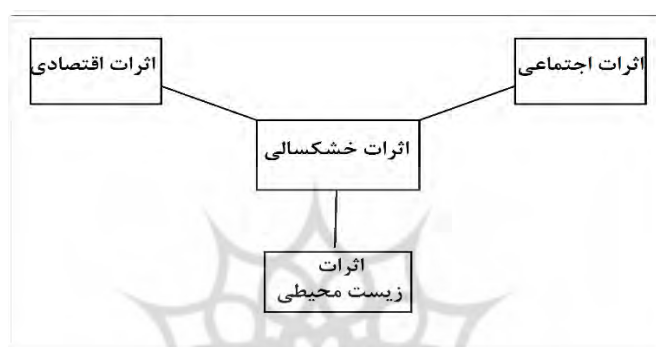 اثرات اجتماعی
اثرات اقتصادی
اثرات خشکسالی
اثرات
زیست محیطی